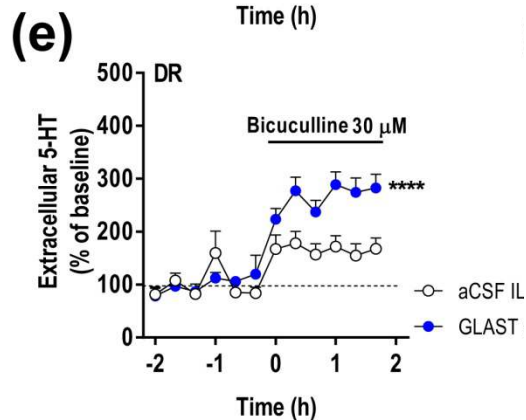 Time (h)
(e)
DR
Bicuculline 30 μM
****
Extracellular 5-HT
(% of baseline)
500
400
300
200
100
0
aCSF IL
GLAST
-2 -1 0 1 2
Time (h)